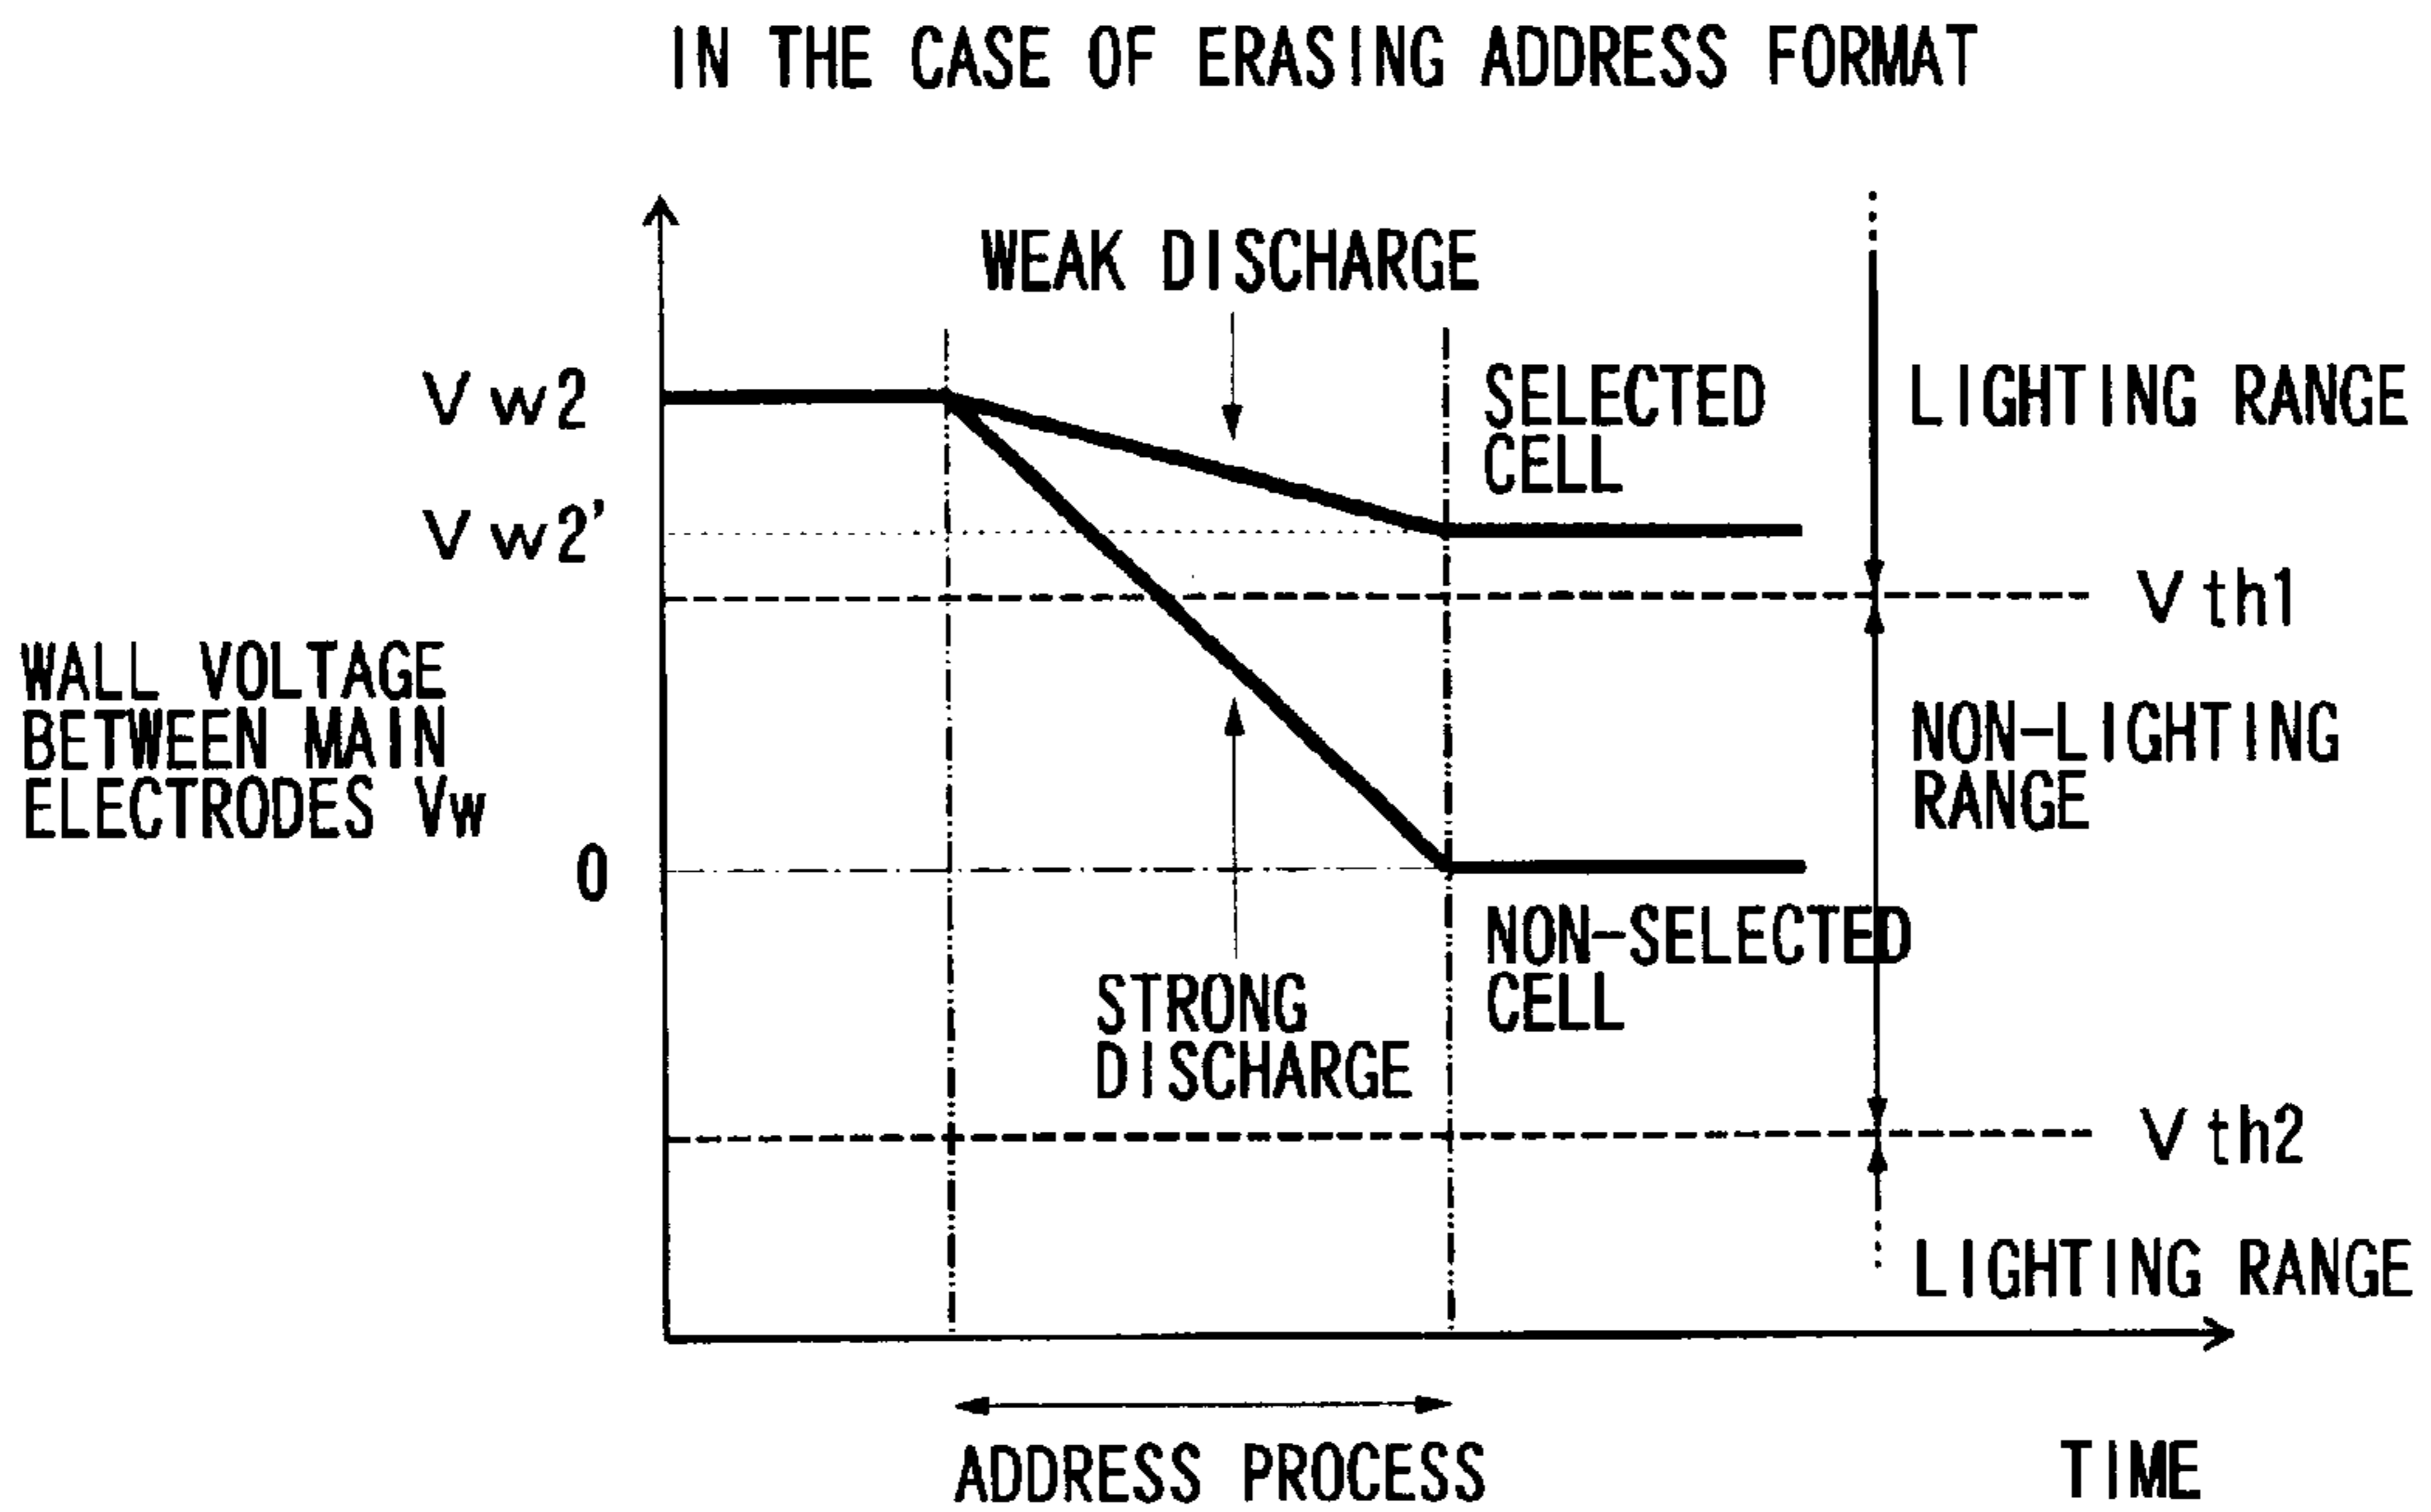 IN THE CASE OF ERASING ADDRESS FORMAT
WEAK DISCHARGE
Vw2
SELECTED
CELL
LIGHTING RANGE
Vw2'
Vth1
WALL VOLTAGE
BETWEEN MAIN
ELECTRODES Vw
NON-LIGHTING
RANGE
0
NON-SELECTED
CELL
STRONG
DISCHARGE
Vth2
LIGHTING RANGE
ADDRESS PROCESS
TIME